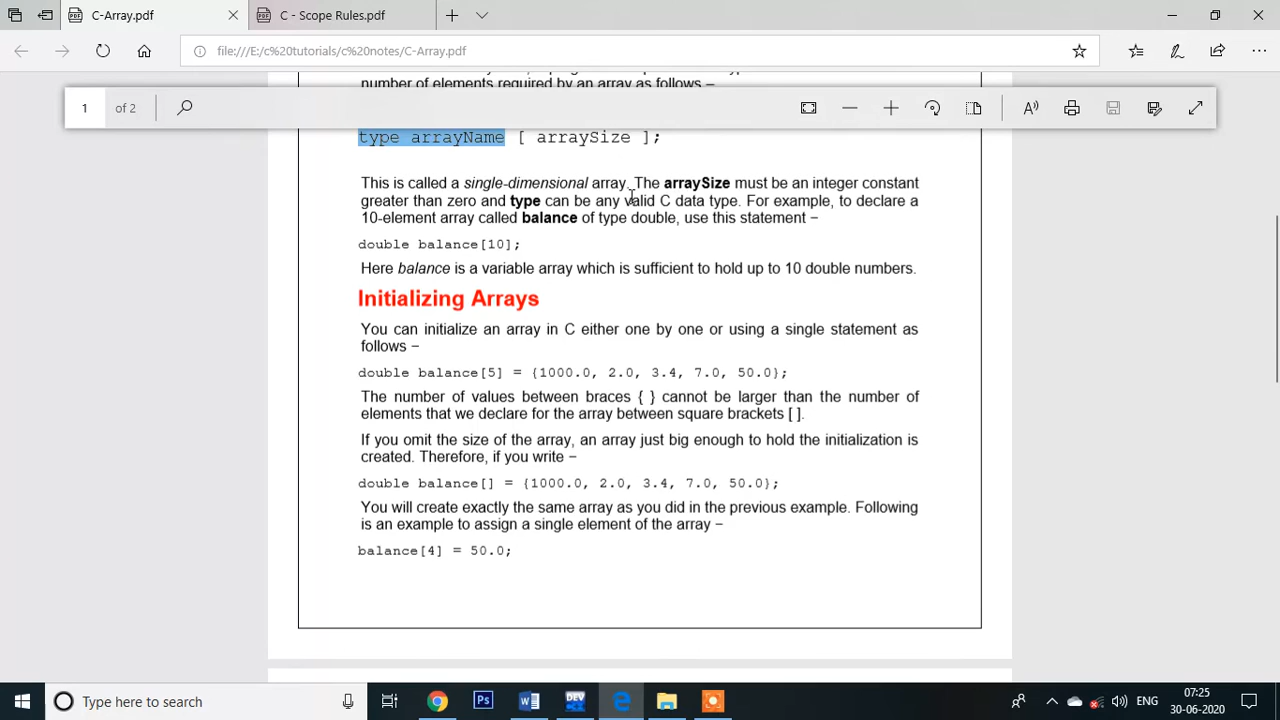 C-Array.pdf
C - Scope Rules.pdf
file:///E:/c%20tutorials/c%20notes/C-Array.pdf
number of elements required by an array as follows –
1 of 2
type arrayName [ arraySize ];
This is called a single-dimensional array. The arraySize must be an integer constant
greater than zero and type can be any valid C data type. For example, to declare a
10-element array called balance of type double, use this statement –
double balance[10];
Here balance is a variable array which is sufficient to hold up to 10 double numbers.
Initializing Arrays
You can initialize an array in C either one by one or using a single statement as
follows –
double balance[5] = {1000.0, 2.0, 3.4, 7.0, 50.0};
The number of values between braces { } cannot be larger than the number of
elements that we declare for the array between square brackets [ ].
If you omit the size of the array, an array just big enough to hold the initialization is
created. Therefore, if you write –
double balance[] = {1000.0, 2.0, 3.4, 7.0, 50.0};
You will create exactly the same array as you did in the previous example. Following
is an example to assign a single element of the array –
balance[4] = 50.0;
Type here to search
Ps
DEV
ENG
07:25
30-06-2020